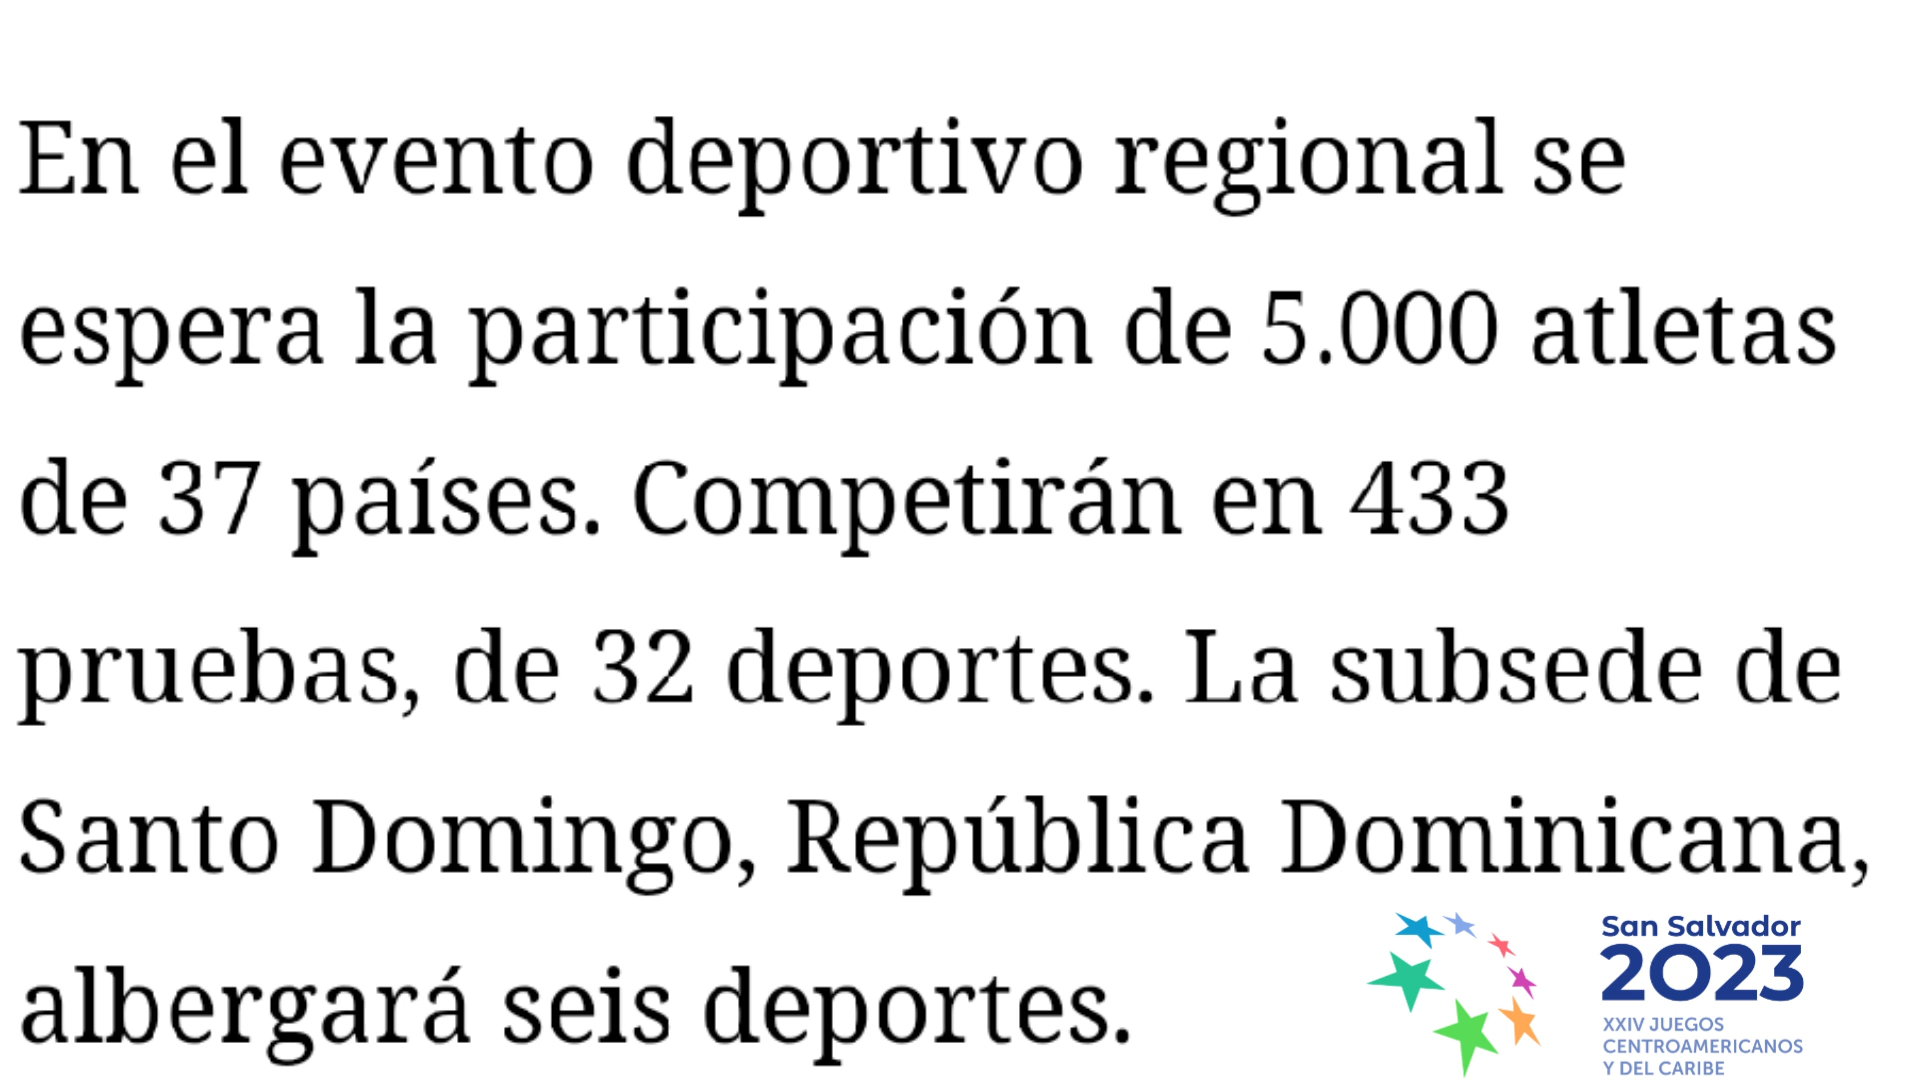 En el evento deportivo regional se
espera la participación de 5.000 atletas
de 37 países. Competirán en 433
pruebas, de 32 deportes. La subsede de
Santo Domingo, República Dominicana,
albergará seis deportes.
San Salvador
2023
XXIV JUEGOS
CENTROAMERICANOS
Y DEL CARIBE